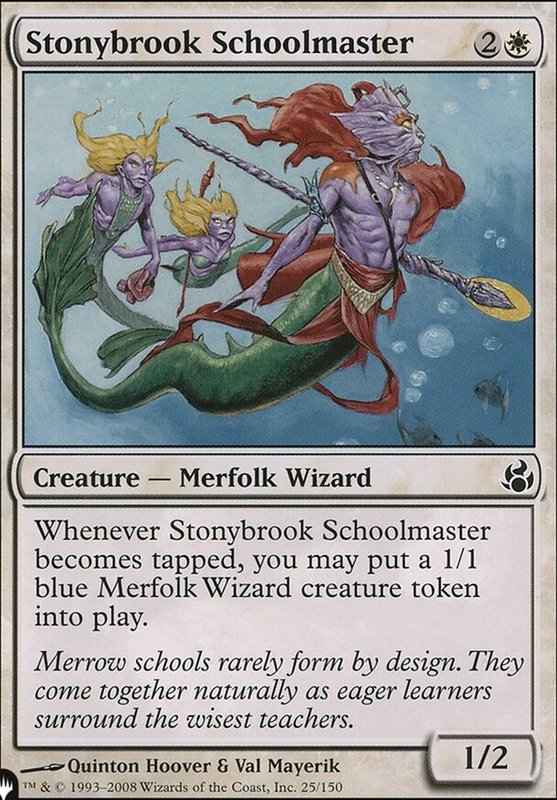 Stonybrook Schoolmaster 2
Creature — Merfolk Wizard
Whenever Stonybrook Schoolmaster
becomes tapped, you may put a 1/1
blue Merfolk Wizard creature token
into play.
Merrow schools rarely form by design. They
come together naturally as eager learners
surround the wisest teachers.
1/2
Quinton Hoover & Val Mayerik
™ & © 1993–2008 Wizards of the Coast, Inc. 25/150